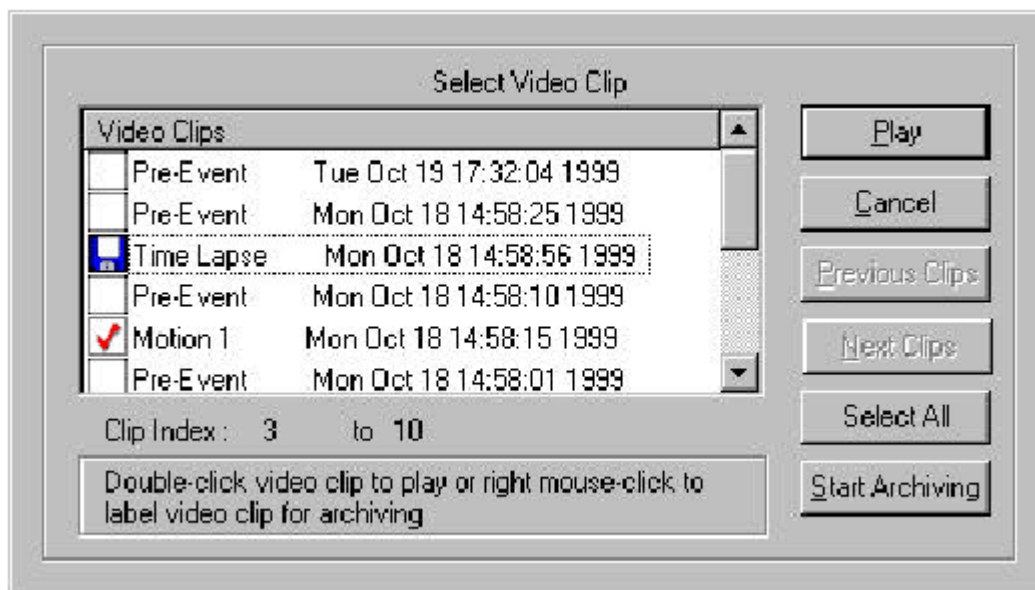 Select Video Clip
Video Clips
Pre-Event Tue Oct 19 17:32:04 1999
Pre-Event Mon Oct 18 14:58:25 1999
Time Lapse Mon Oct 18 14:58:56 1999
Pre-Event Mon Oct 18 14:58:10 1999
Motion 1 Mon Oct 18 14:58:15 1999
Pre-Event Mon Oct 18 14:58:01 1999
Clip Index : 3 to 10
Double-click video clip to play or right mouse-click to
label video clip for archiving
Play
Cancel
Previous Clips
Next Clips
Select All
Start Archiving